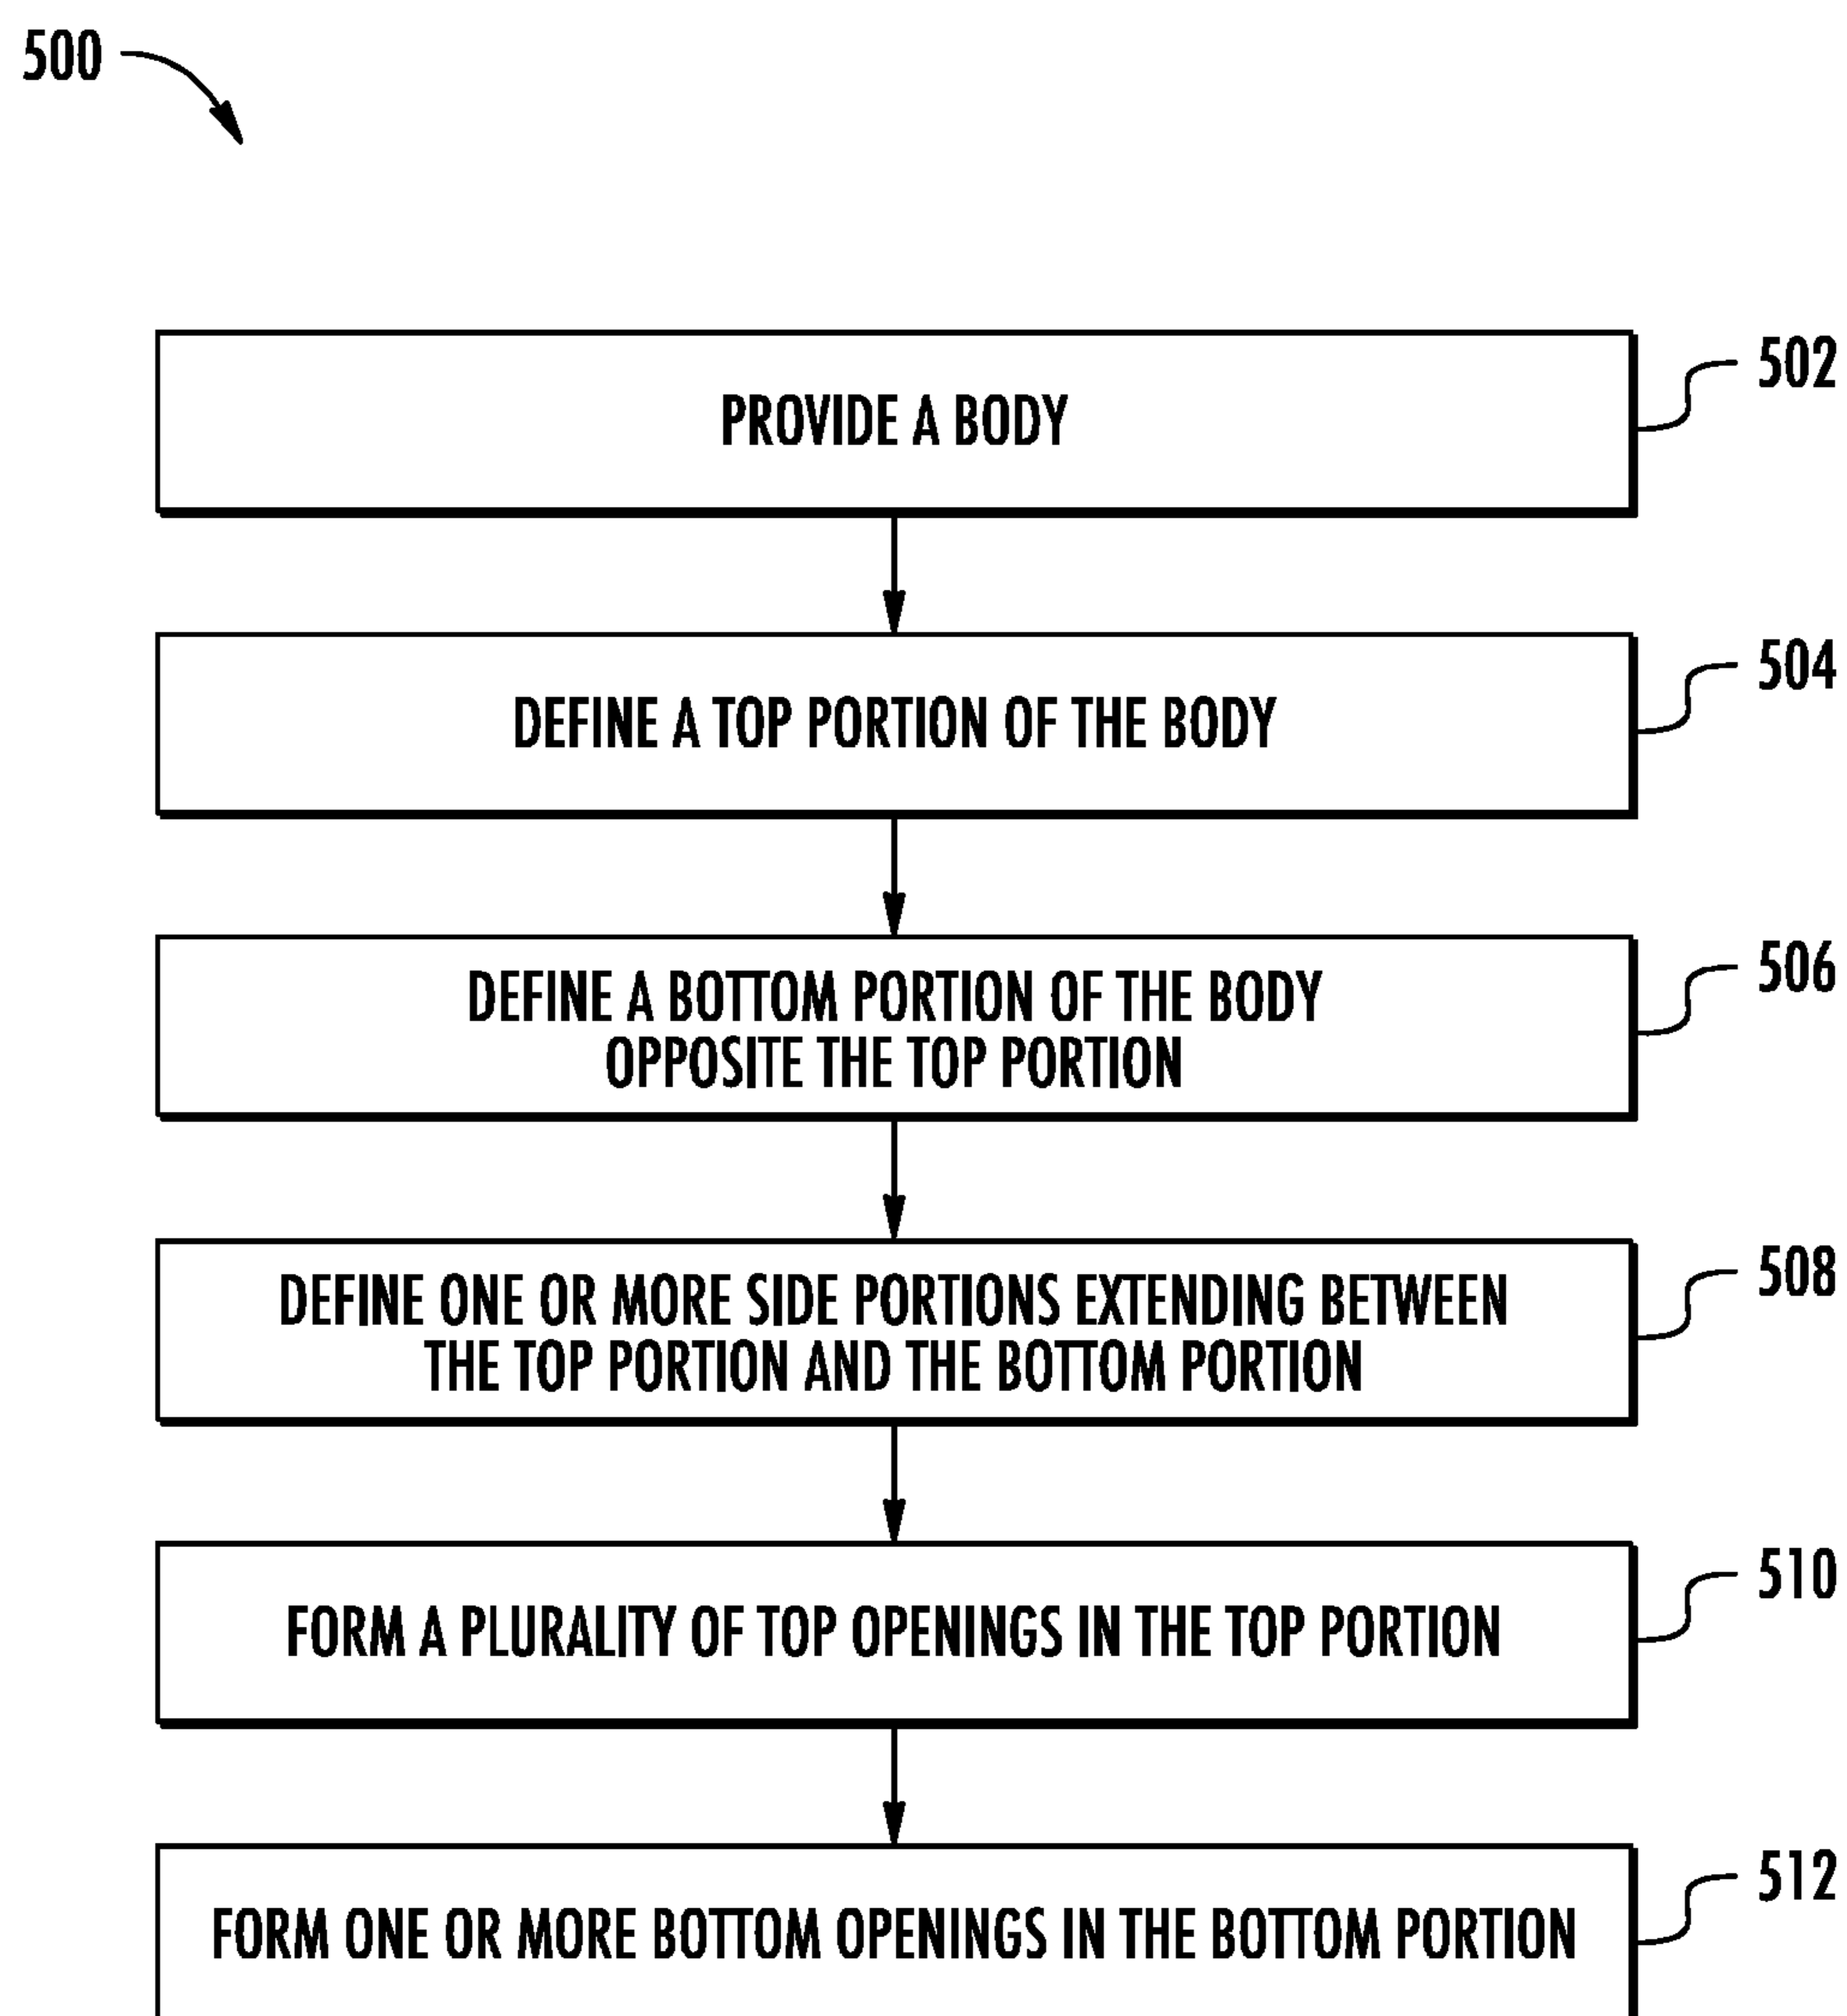 500
PROVIDE A BODY
502
DEFINE A TOP PORTION OF THE BODY
504
DEFINE A BOTTOM PORTION OF THE BODY
OPPOSITE THE TOP PORTION
506
DEFINE ONE OR MORE SIDE PORTIONS EXTENDING BETWEEN
THE TOP PORTION AND THE BOTTOM PORTION
508
FORM A PLURALITY OF TOP OPENINGS IN THE TOP PORTION
510
FORM ONE OR MORE BOTTOM OPENINGS IN THE BOTTOM PORTION
512